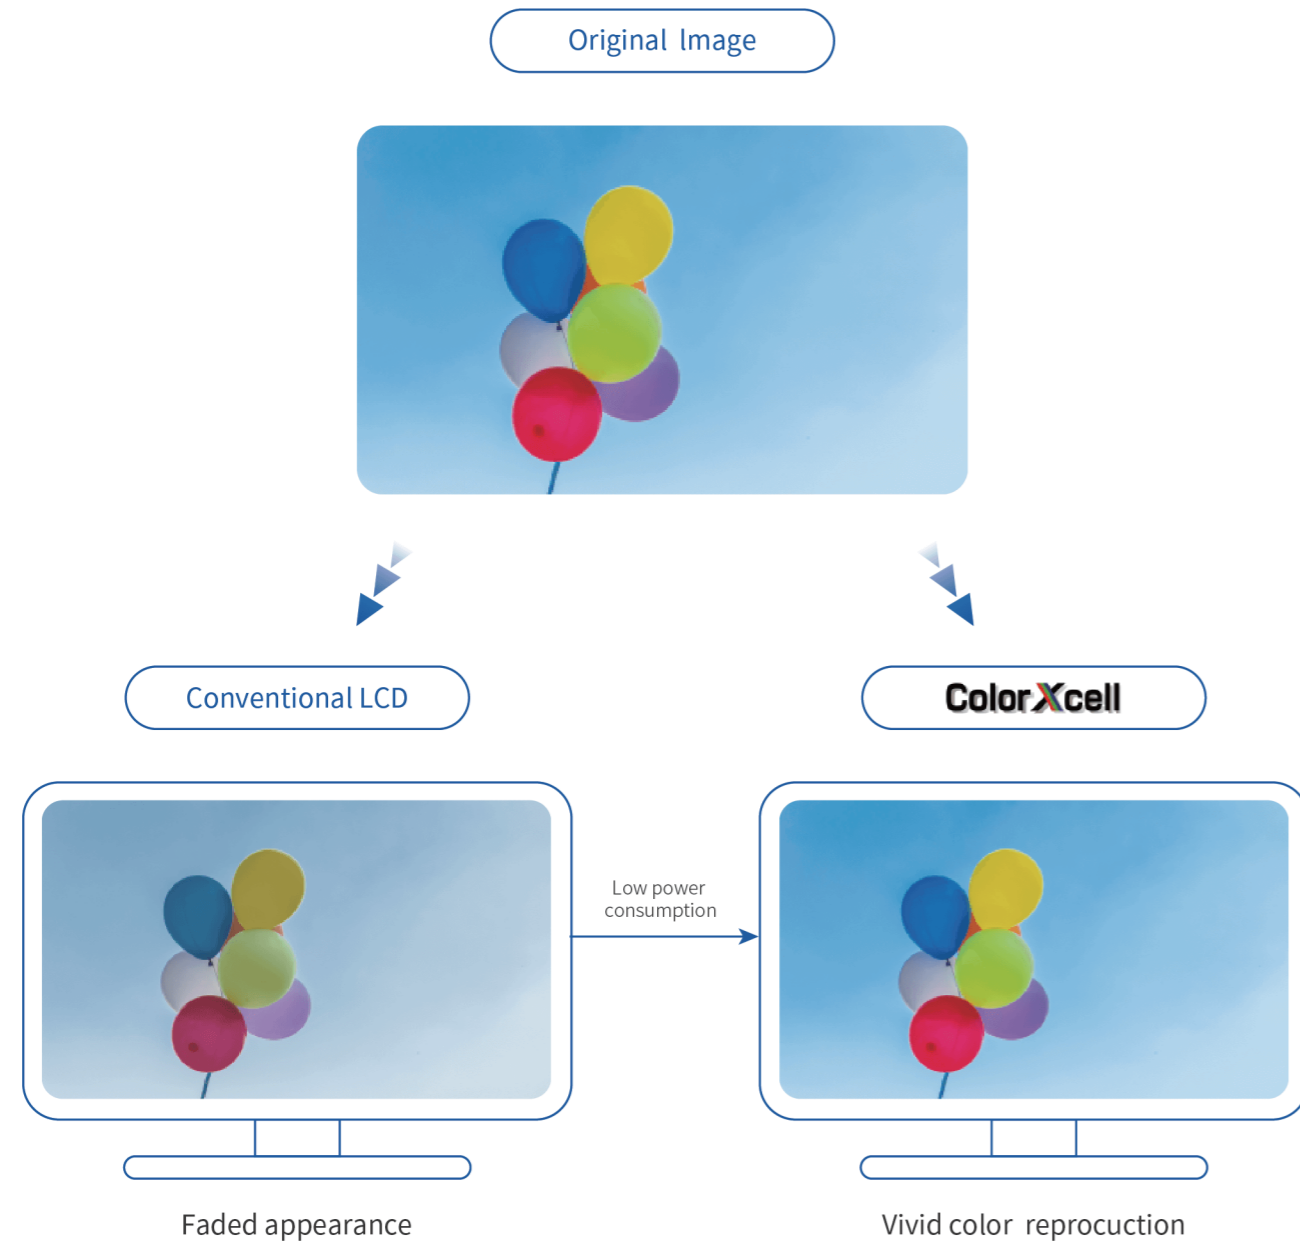 Original Image
Conventional LCD
ColorXcell
Low power
consumption
Faded appearance
Vivid color reprocuction